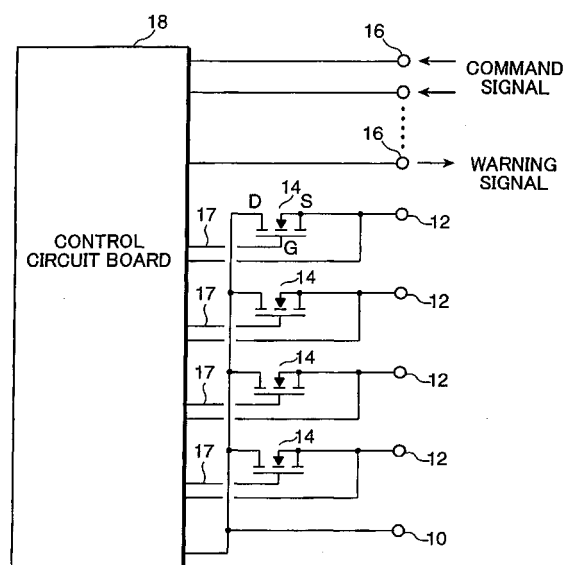 18
16
COMMAND
SIGNAL
16
WARNING
SIGNAL
D 14 S
12
17
G
CONTROL
CIRCUIT BOARD
14
12
17
14
12
17
14
12
17
10